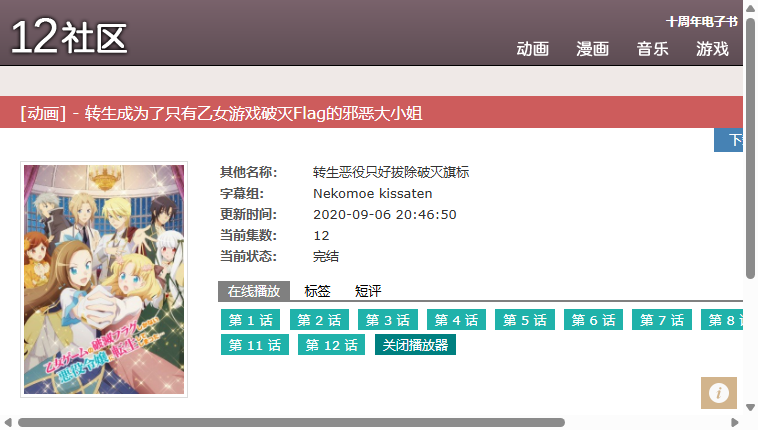 12社区
十周年电子书
动画 漫画 音乐 游戏
[动画] - 转生成为了只有乙女游戏破灭Flag的邪恶大小姐
其他名称: 转生恶役只好拔除破灭旗标
字幕组: Nekomoe kissaten
更新时间: 2020-09-06 20:46:50
当前集数: 12
当前状态: 完结
在线播放 标签 短评
第 1 话 第 2 话 第 3 话 第 4 话 第 5 话 第 6 话 第 7 话 第 8
第 11 话 第 12 话 关闭播放器
乙女ゲームの破滅フラグしかない
悪役令嬢に転生してしまった…